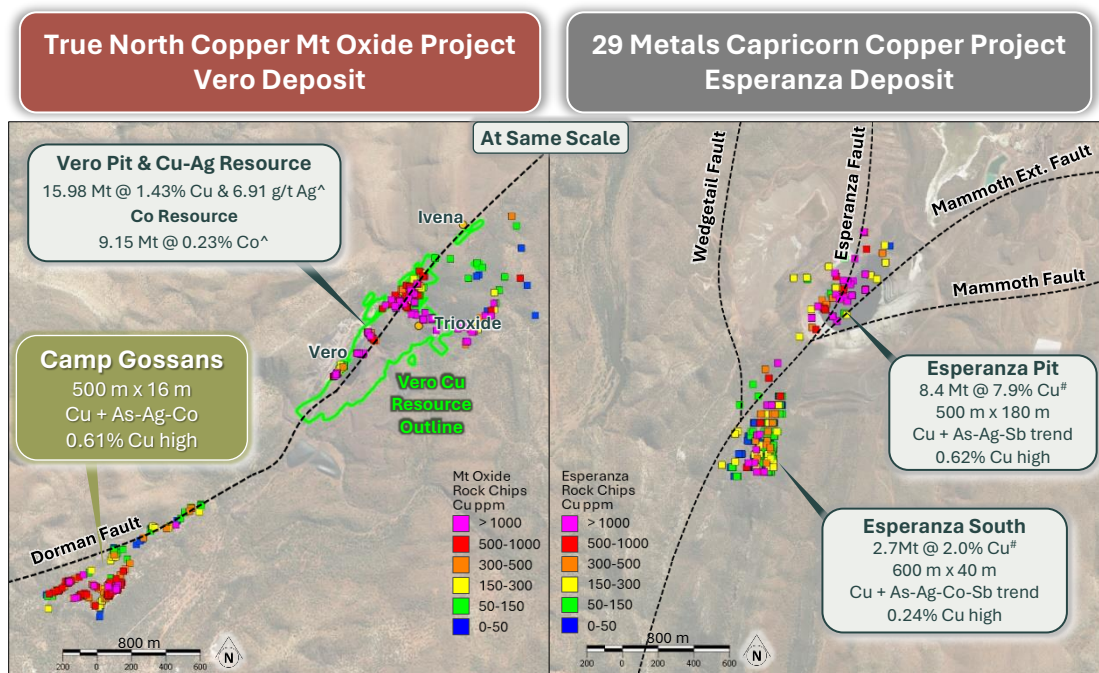 True North Copper Mt Oxide Project
Vero Deposit
29 Metals Capricorn Copper Project
Esperanza Deposit
At Same Scale
Vero Pit & Cu-Ag Resource
15.98 Mt @ 1.43% Cu & 6.91 g/t Ag^
Co Resource
9.15 Mt @ 0.23% Co^
Ivena
Trioxide
Vero
Vero Cu
Resource
Outline
Camp Gossans
500 m x 16 m
Cu + As-Ag-Co
0.61% Cu high
Dorman Fault
Mt Oxide
Rock Chips
Cu ppm
> 1000
500-1000
300-500
150-300
50-150
0-50
800 m
200 0 200 400 600
N
Wedgetail Fault
Esperanza Fault
Mammoth Ext. Fault
Mammoth Fault
Esperanza Pit
8.4 Mt @ 7.9% Cu#
500 m x 180 m
Cu + As-Ag-Sb trend
0.62% Cu high
Esperanza South
2.7Mt @ 2.0% Cu#
600 m x 40 m
Cu + As-Ag-Co-Sb trend
0.24% Cu high
Esperanza
Rock Chips
Cu ppm
> 1000
500-1000
300-500
150-300
50-150
0-50
800 m
200 0 200 400 600
N